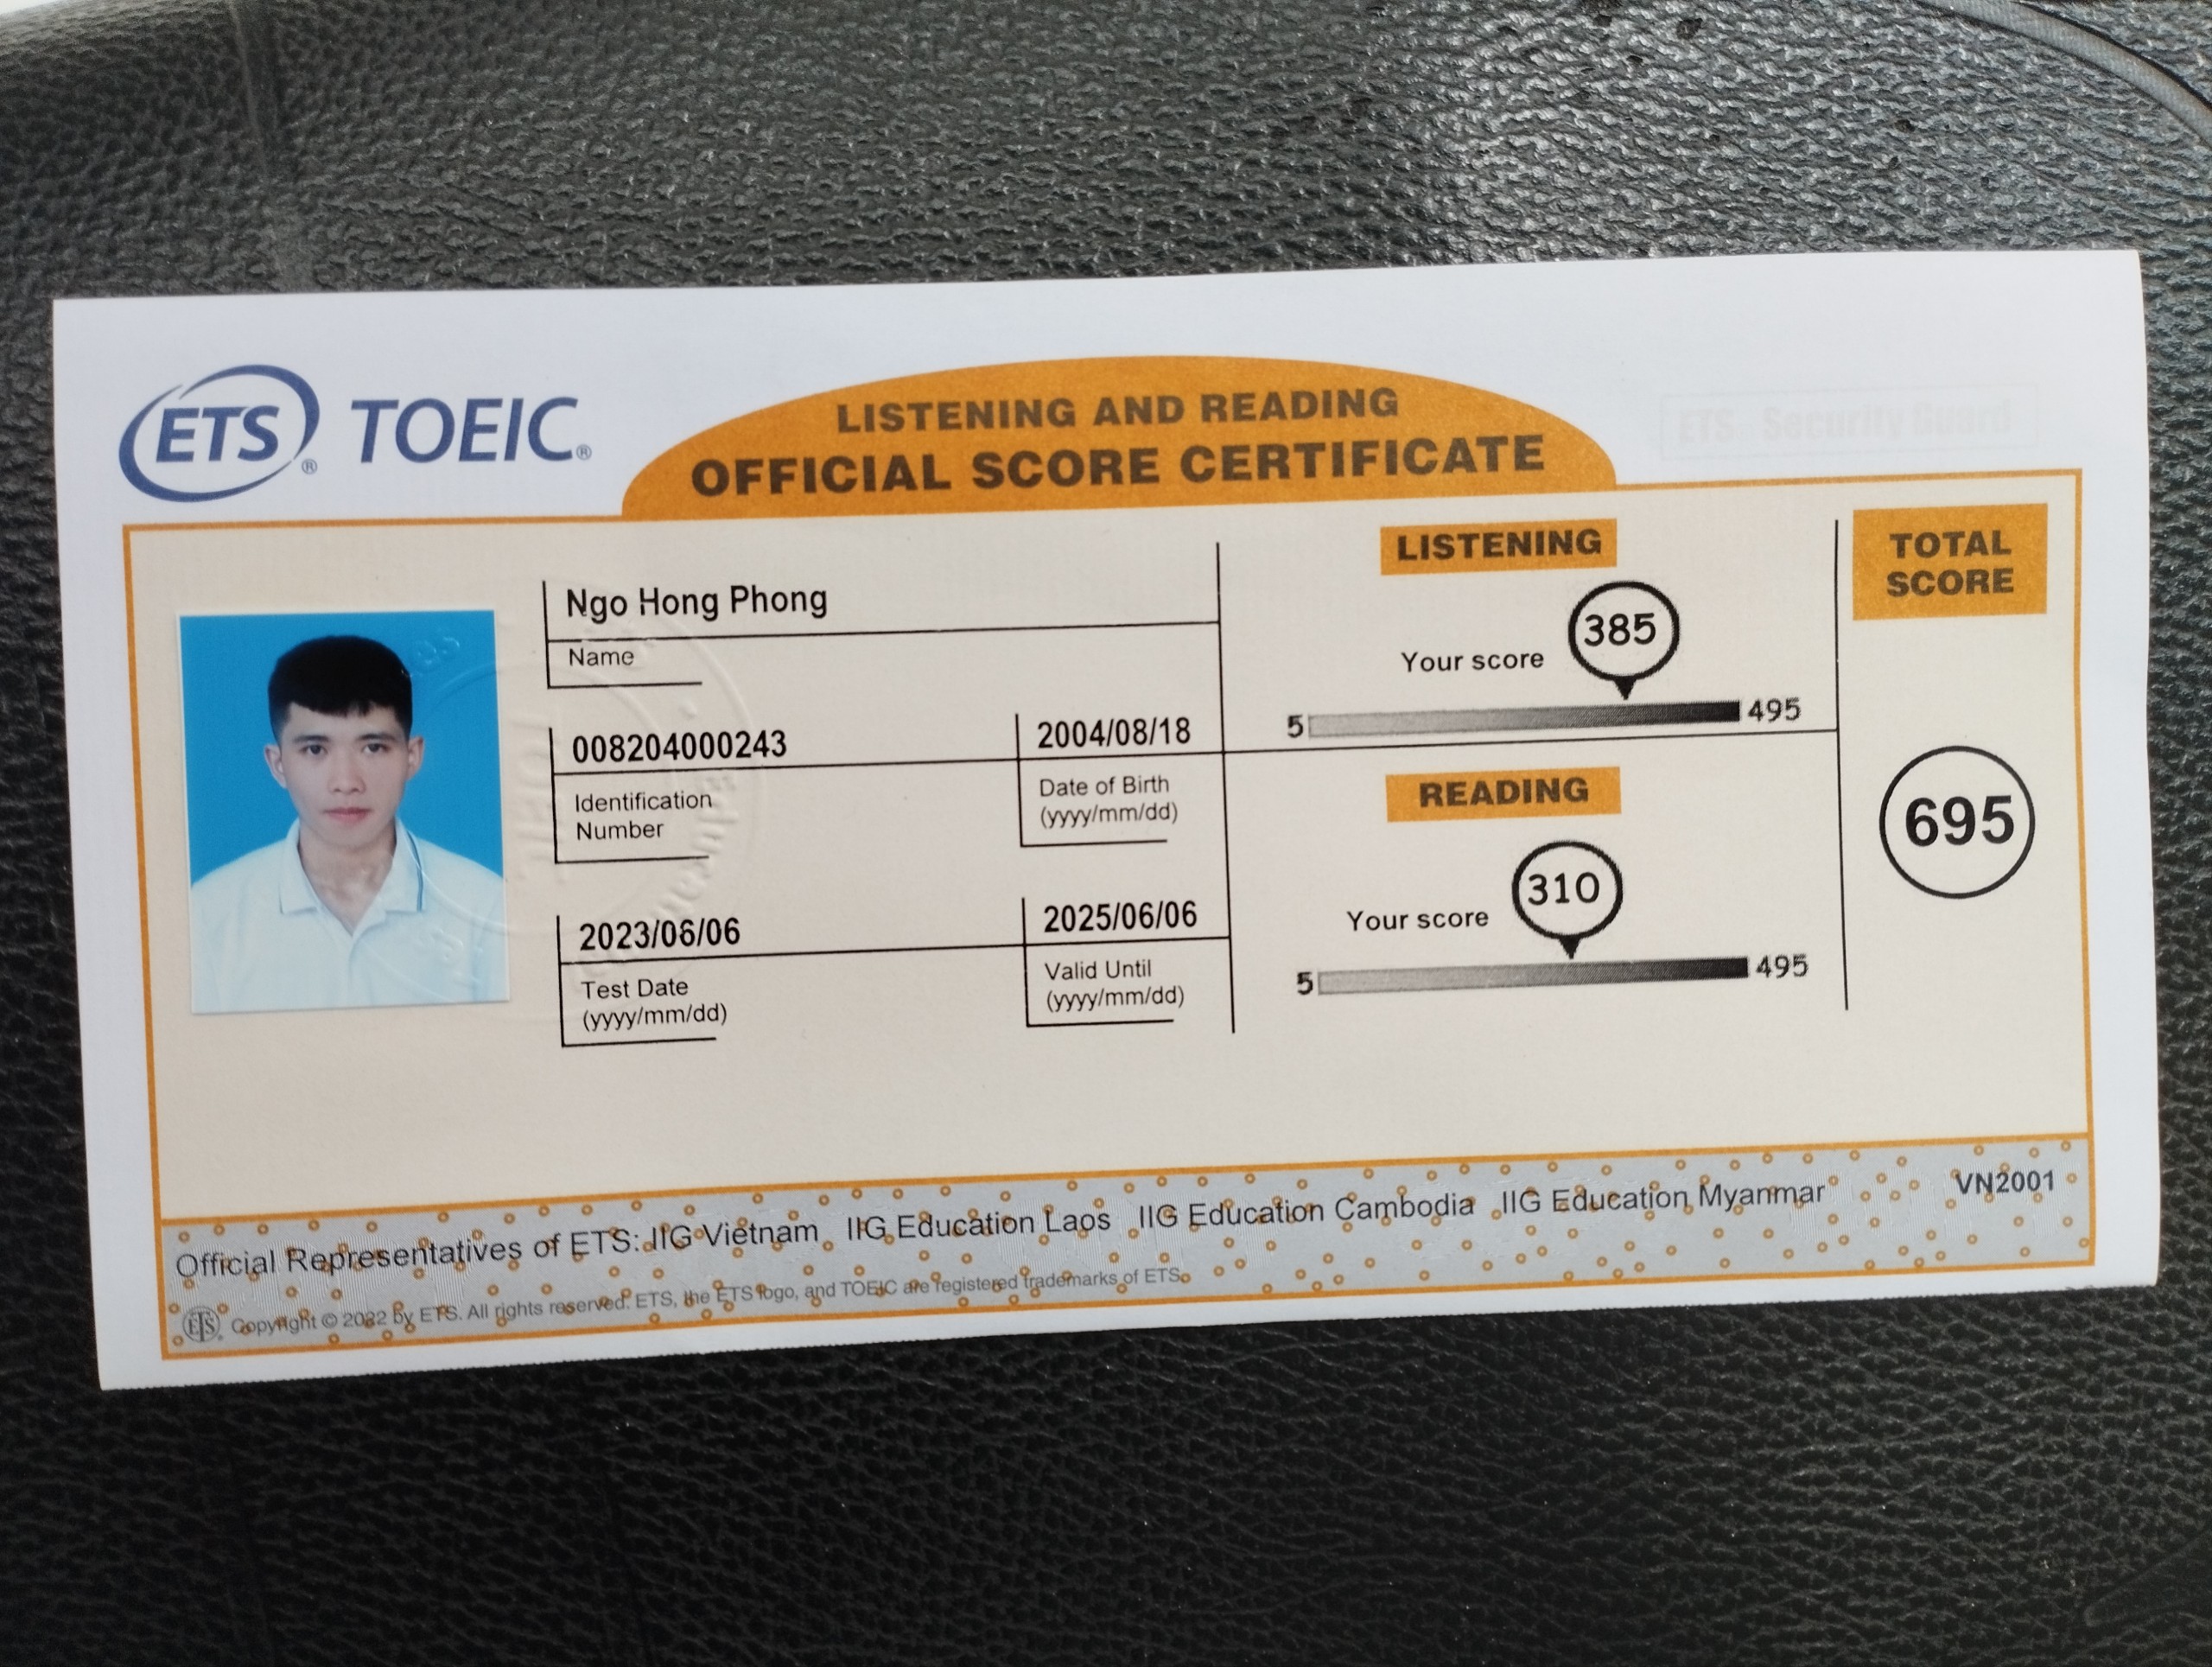 ETS® TOEIC®
LISTENING AND READING
OFFICIAL SCORE CERTIFICATE
ETS Security Guard
Ngo Hong Phong
Name
008204000243
Identification
Number
2004/08/18
Date of Birth
(yyyy/mm/dd)
2023/06/06
Test Date
(yyyy/mm/dd)
2025/06/06
Valid Until
(yyyy/mm/dd)
LISTENING
Your score 385
5 495
READING
Your score 310
5 495
TOTAL
SCORE
695
Official Representatives of ETS: IIG Vietnam IIG Education Laos IIG Education Cambodia IIG Education Myanmar
VN2001
ETS® Copyright © 2022 by ETS. All rights reserved. ETS, the ETS logo, and TOEIC are registered trademarks of ETS.